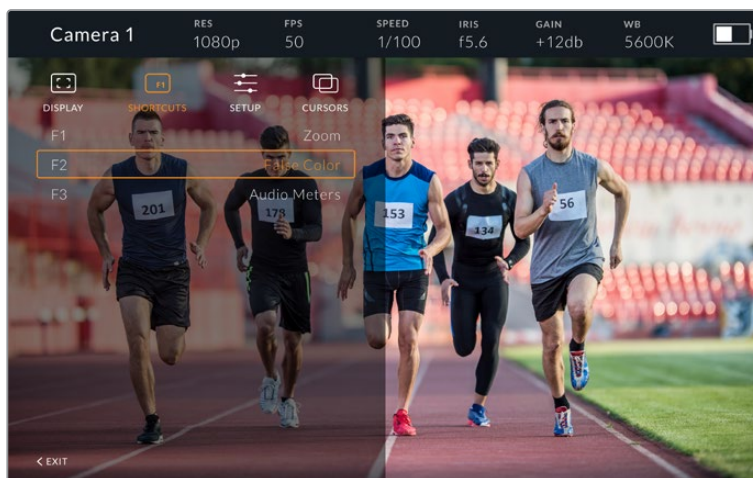 Camera 1
RES
1080p
FPS
50
SPEED
1/100
IRIS
f5.6
GAIN
+12db
WB
5600K
F1
DISPLAY
SHORTCUTS
SETUP
CURSORS
F1 Zoom
F2 False Color
F3 Audio Meters
201
178
153
134
56
< EXIT